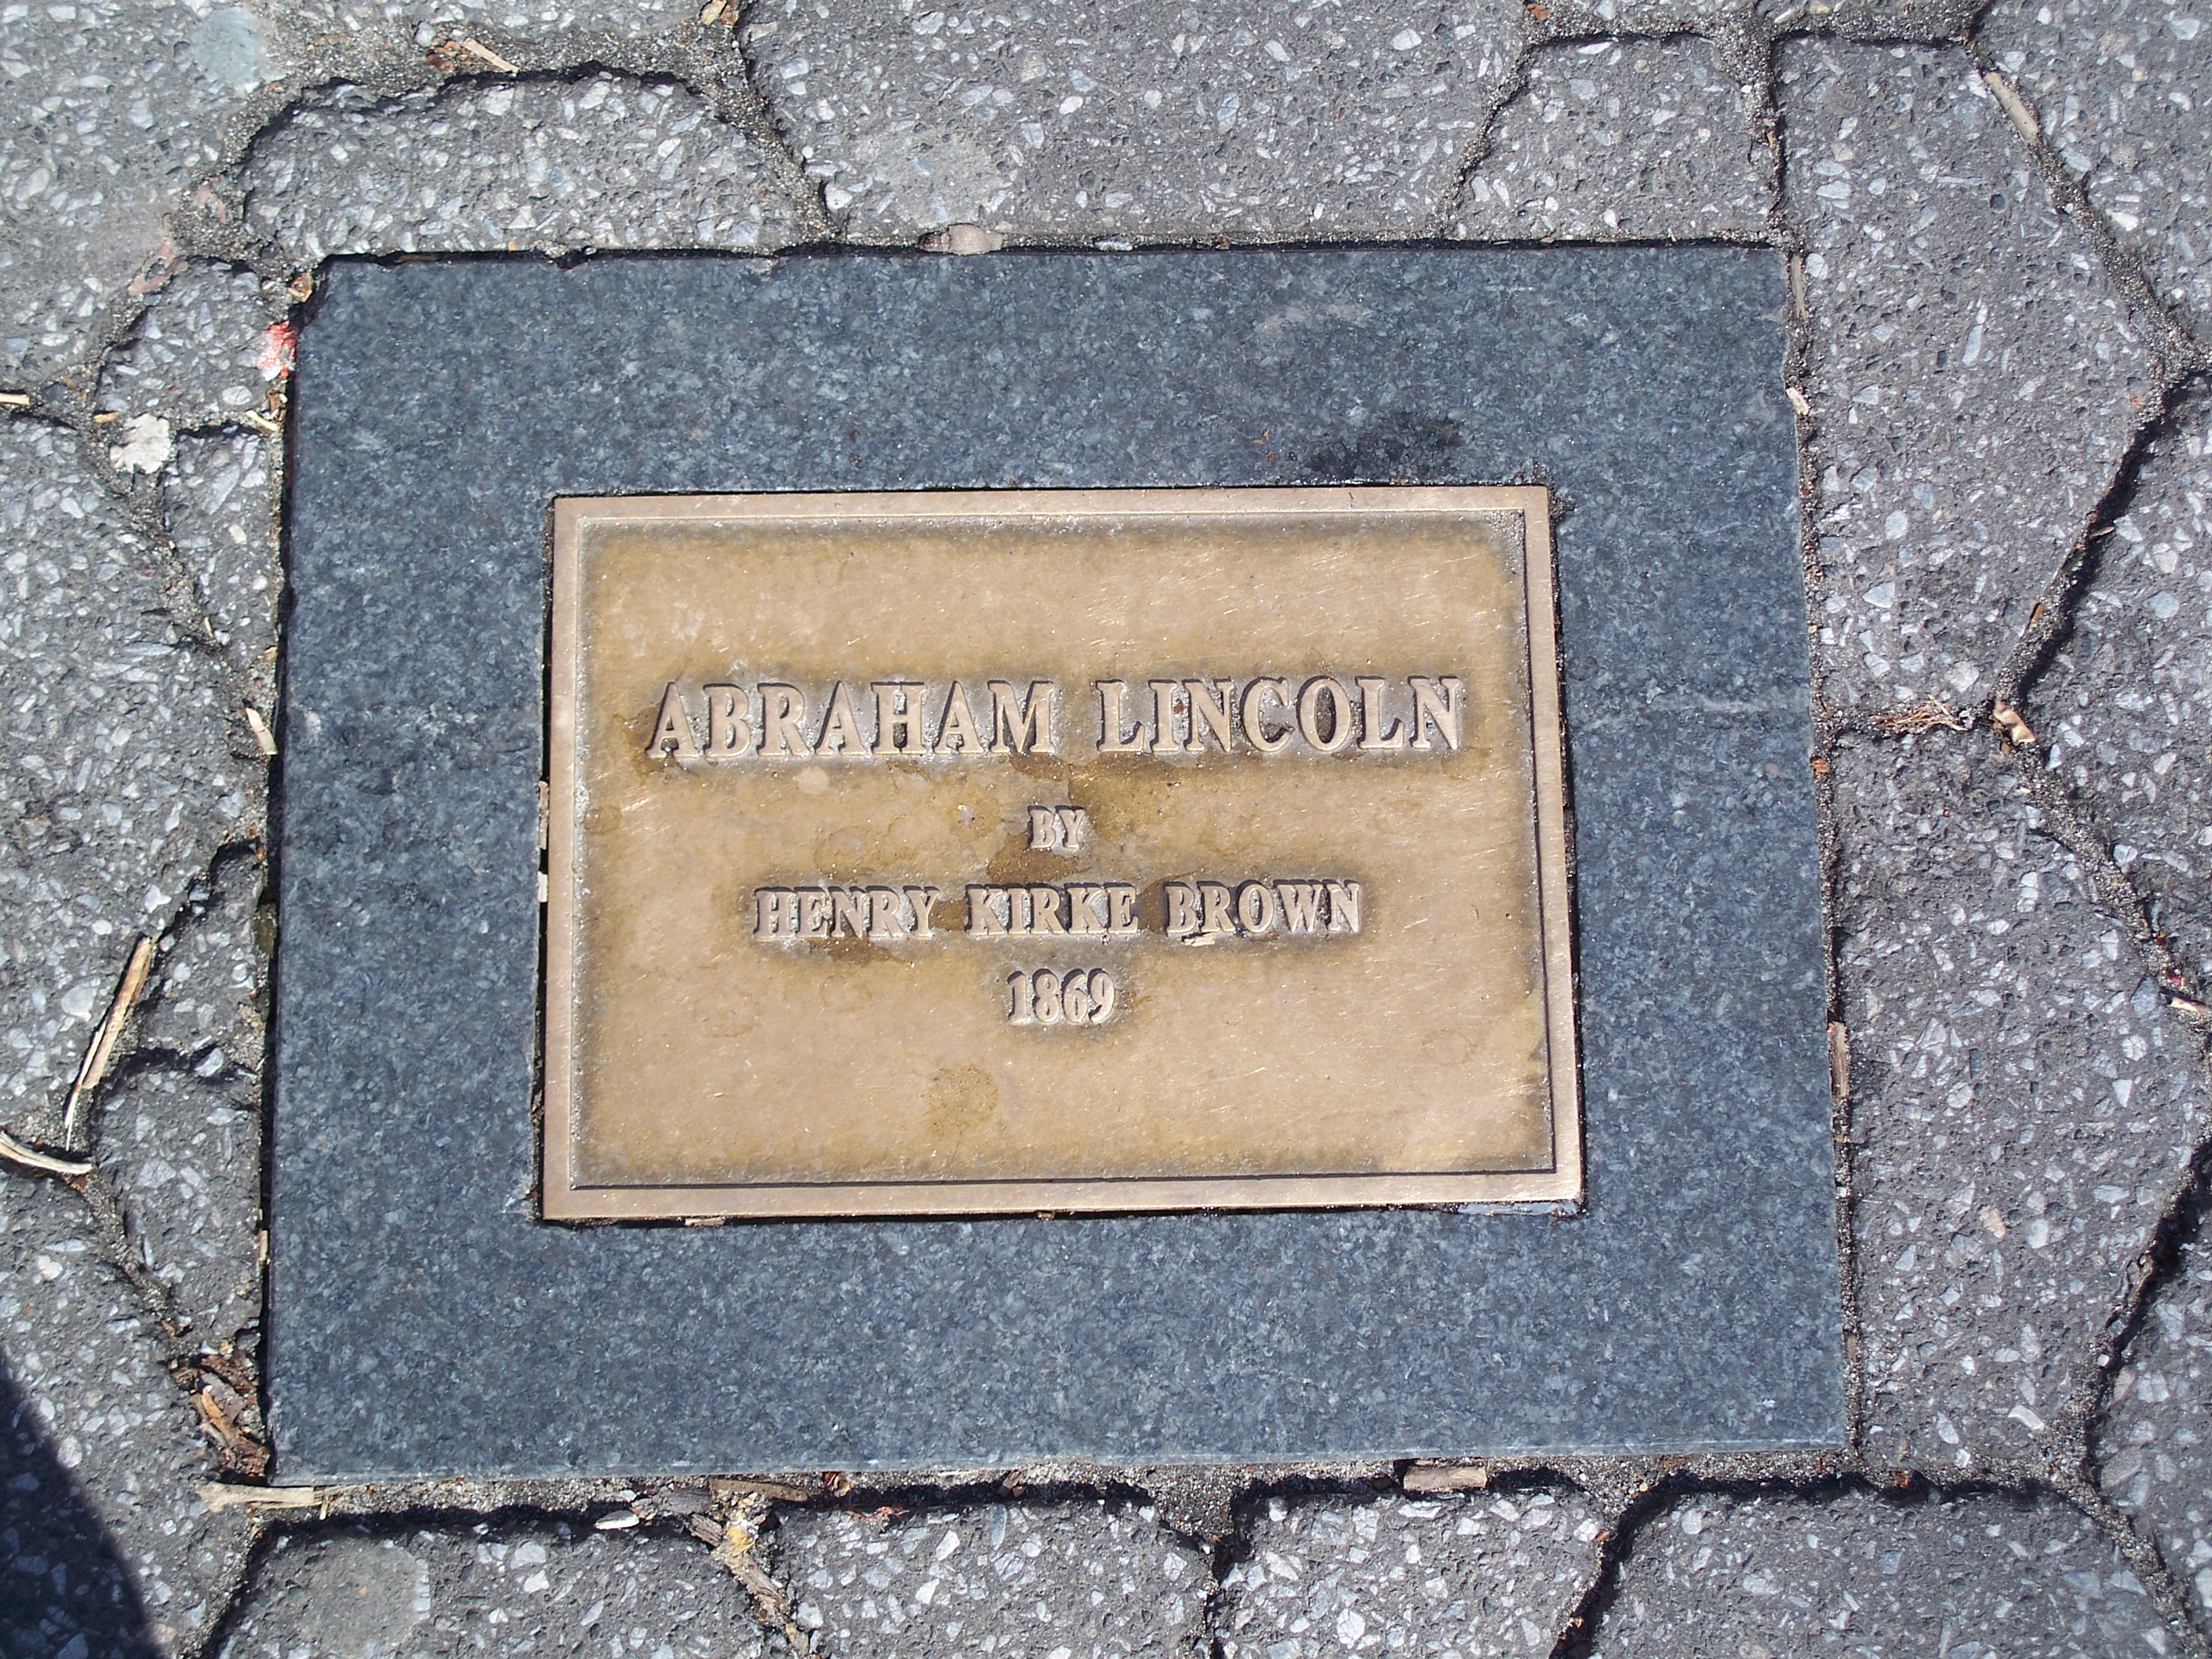 ABRAHAM LINCOLN
BY
HENRY KIRKE BROWN
1869